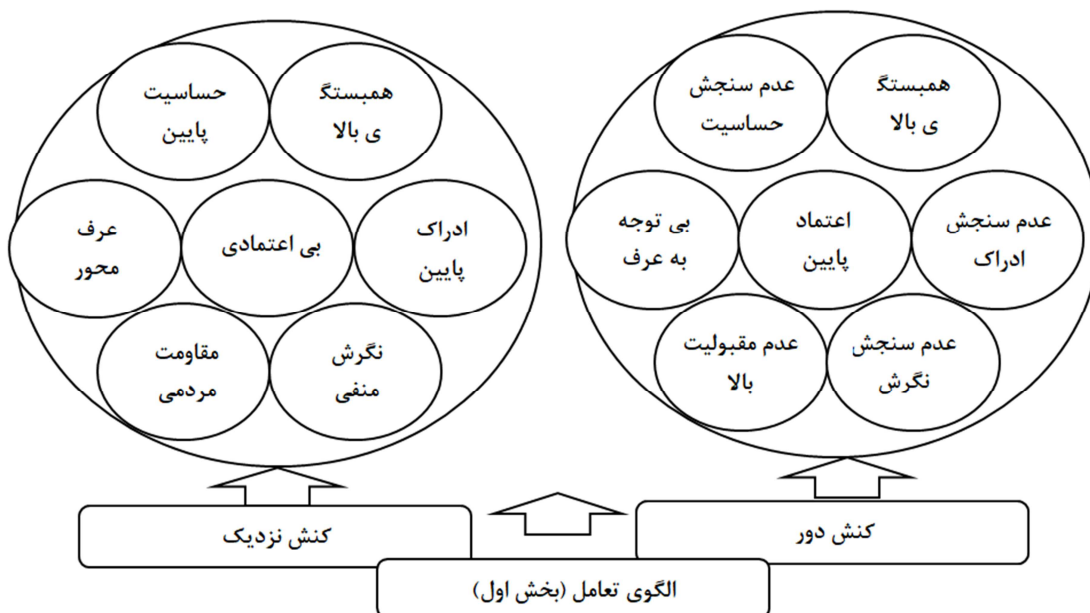 همبستگ
ی بالا
عدم سنجش
حساسیت
عدم سنجش
ادراک
اعتماد
پایین
بی توجه
به عرف
عدم سنجش
نگرش
عدم مقبولیت
بالا
همبستگ
ی بالا
حساسیت
پایین
ادراک
پایین
بی اعتمادی
عرف
محور
نگرش
منفی
مقاومت
مردمی
کنش دور
کنش نزدیک
الگوی تعامل (بخش اول)